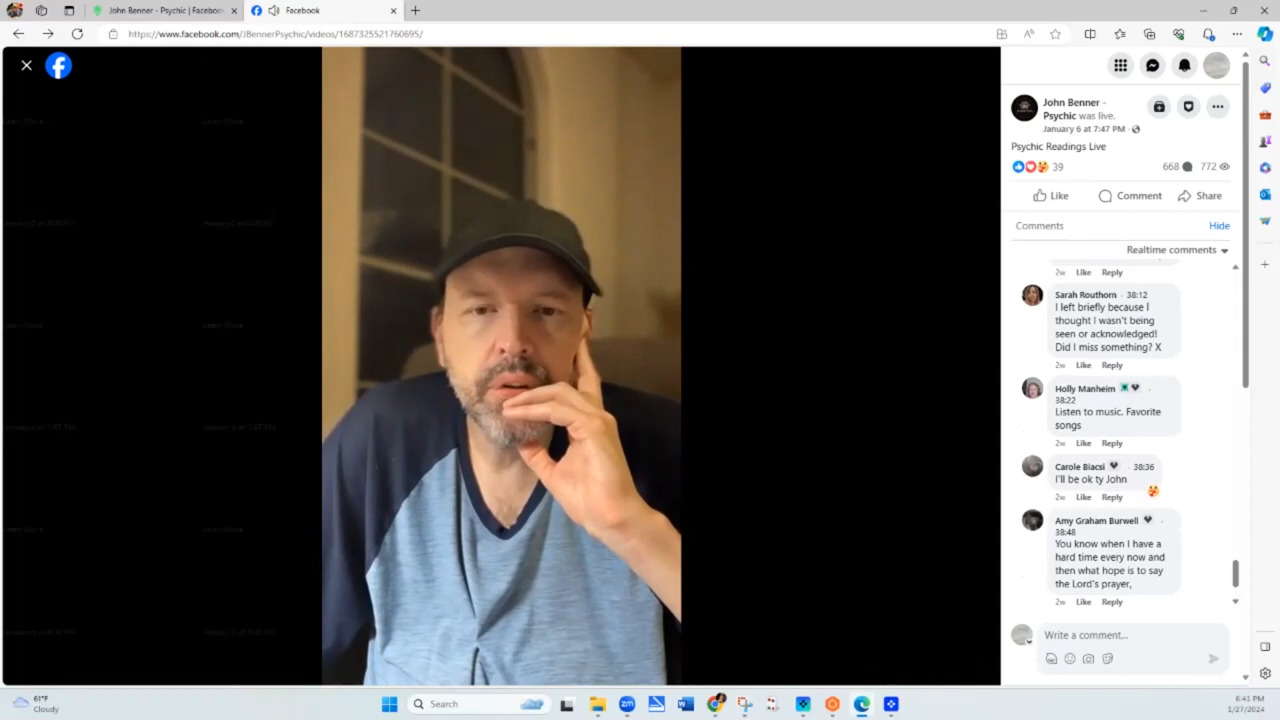 John Benner - Psychic | Facebook
Facebook
https://www.facebook.com/JBennerPsychic/videos/1687325521760695/
John Benner -
Psychic was live.
January 6 at 7:47 PM
Psychic Readings Live
39
668
772
Like
Comment
Share
Comments
Hide
Realtime comments
2w Like Reply
Sarah Routhorn · 38:12
I left briefly because I
thought I wasn't being
seen or acknowledged!
Did I miss something? X
2w Like Reply
Holly Manheim ·
38:22
Listen to music. Favorite
songs
2w Like Reply
Carole Biacsi · 38:36
I'll be ok ty John
2w Like Reply
Amy Graham Burwell ·
38:48
You know when I have a
hard time every now and
then what hope is to say
the Lord's prayer,
2w Like Reply
Write a comment...
61°F
Cloudy
Search
zm
6:41 PM
1/27/2024